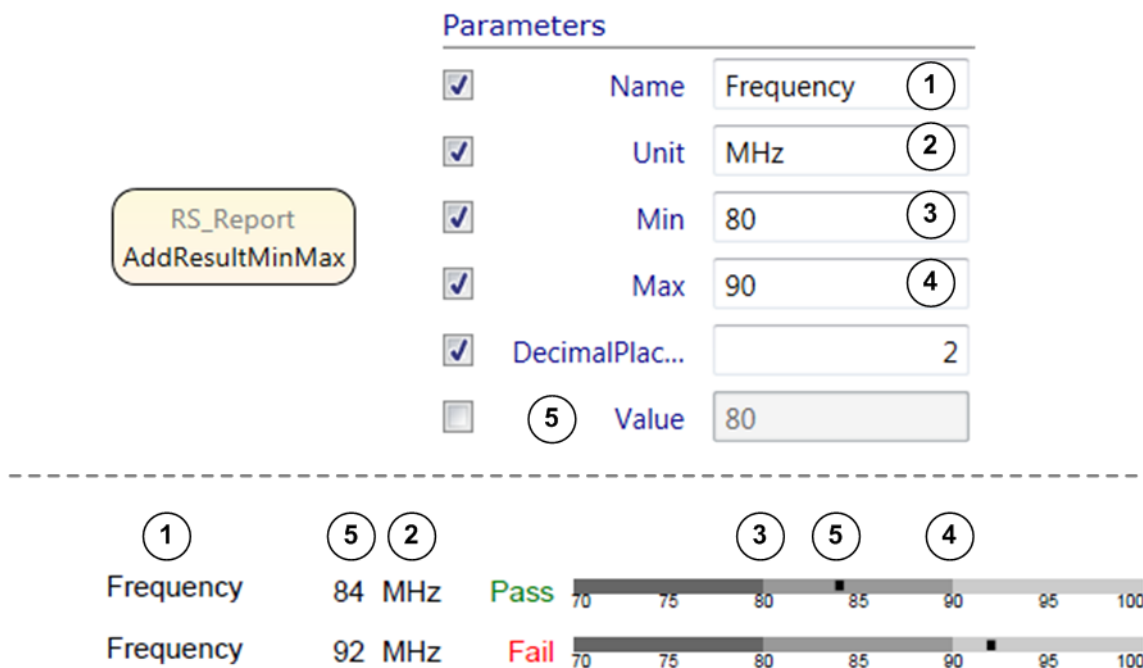 Parameters
Name Frequency 1
Unit MHz 2
RS_Report
AddResultMinMax
Min 80 3
Max 90 4
DecimalPlac... 2
5 Value 80
1 5 2 3 5 4
Frequency 84 MHz Pass 70 75 80 85 90 95 100
Frequency 92 MHz Fail 70 75 80 85 90 95 100